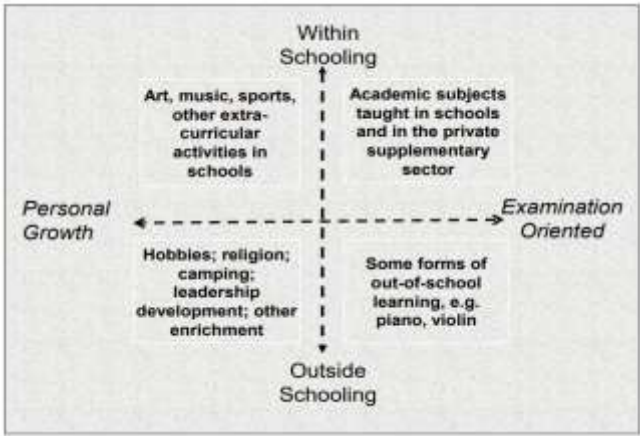 Within
Schooling
Art, music, sports,
other extra-
curricular
activities in
schools
Academic subjects
taught in schools
and in the private
supplementary
sector
Personal
Growth
Examination
Oriented
Hobbies; religion;
camping;
leadership
development; other
enrichment
Some forms of
out-of-school
learning, e.g.
piano, violin
Outside
Schooling